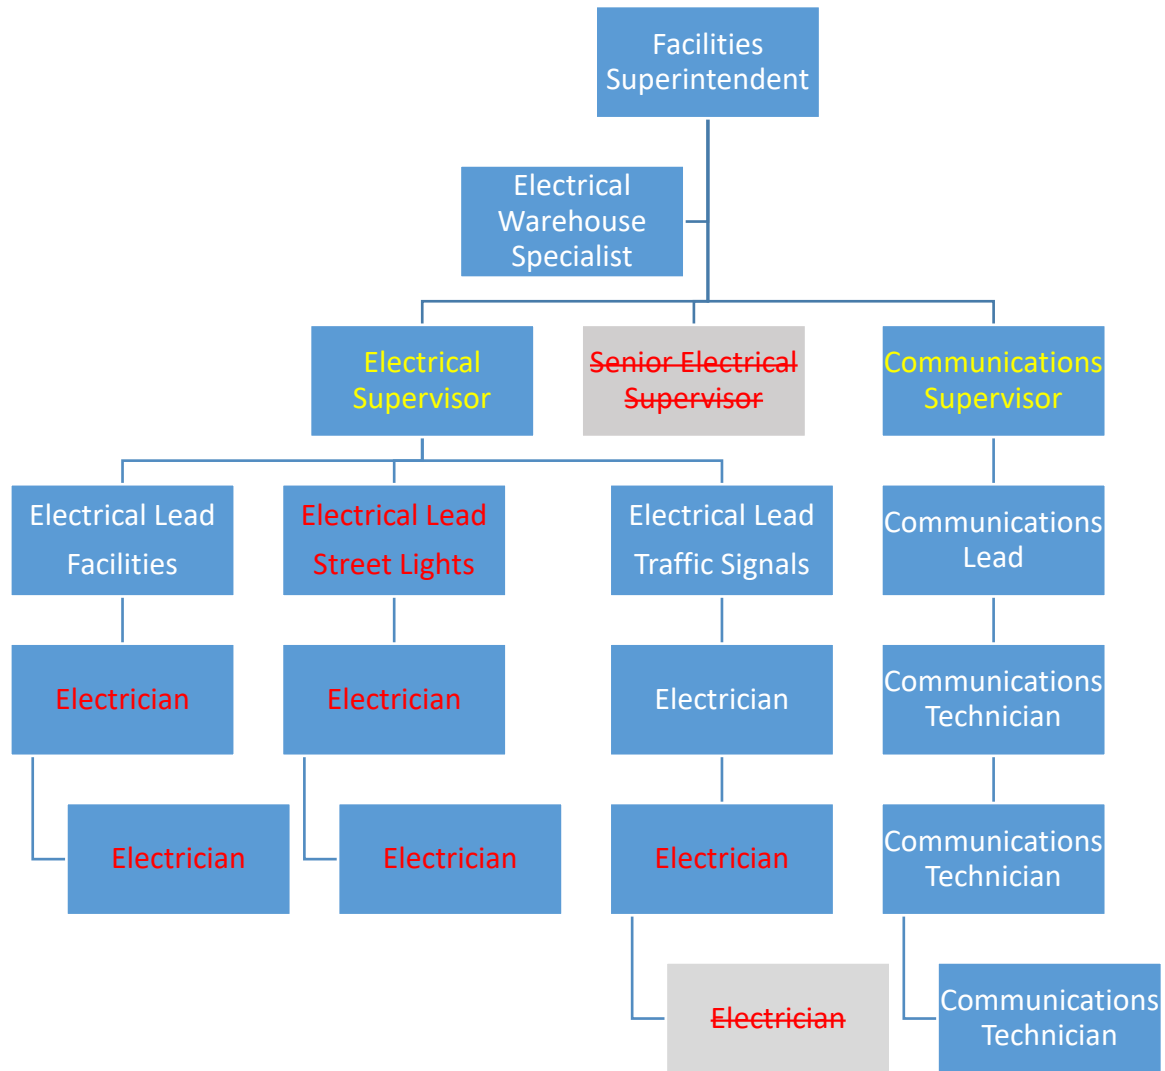 Facilities
Superintendent
Electrical
Warehouse
Specialist
Electrical
Supervisor
Senior Electrical
Supervisor
Communications
Supervisor
Electrical Lead
Facilities
Electrical Lead
Street Lights
Electrical Lead
Traffic Signals
Communications
Lead
Electrician
Electrician
Electrician
Communications
Technician
Electrician
Electrician
Electrician
Communications
Technician
Electrician
Communications
Technician